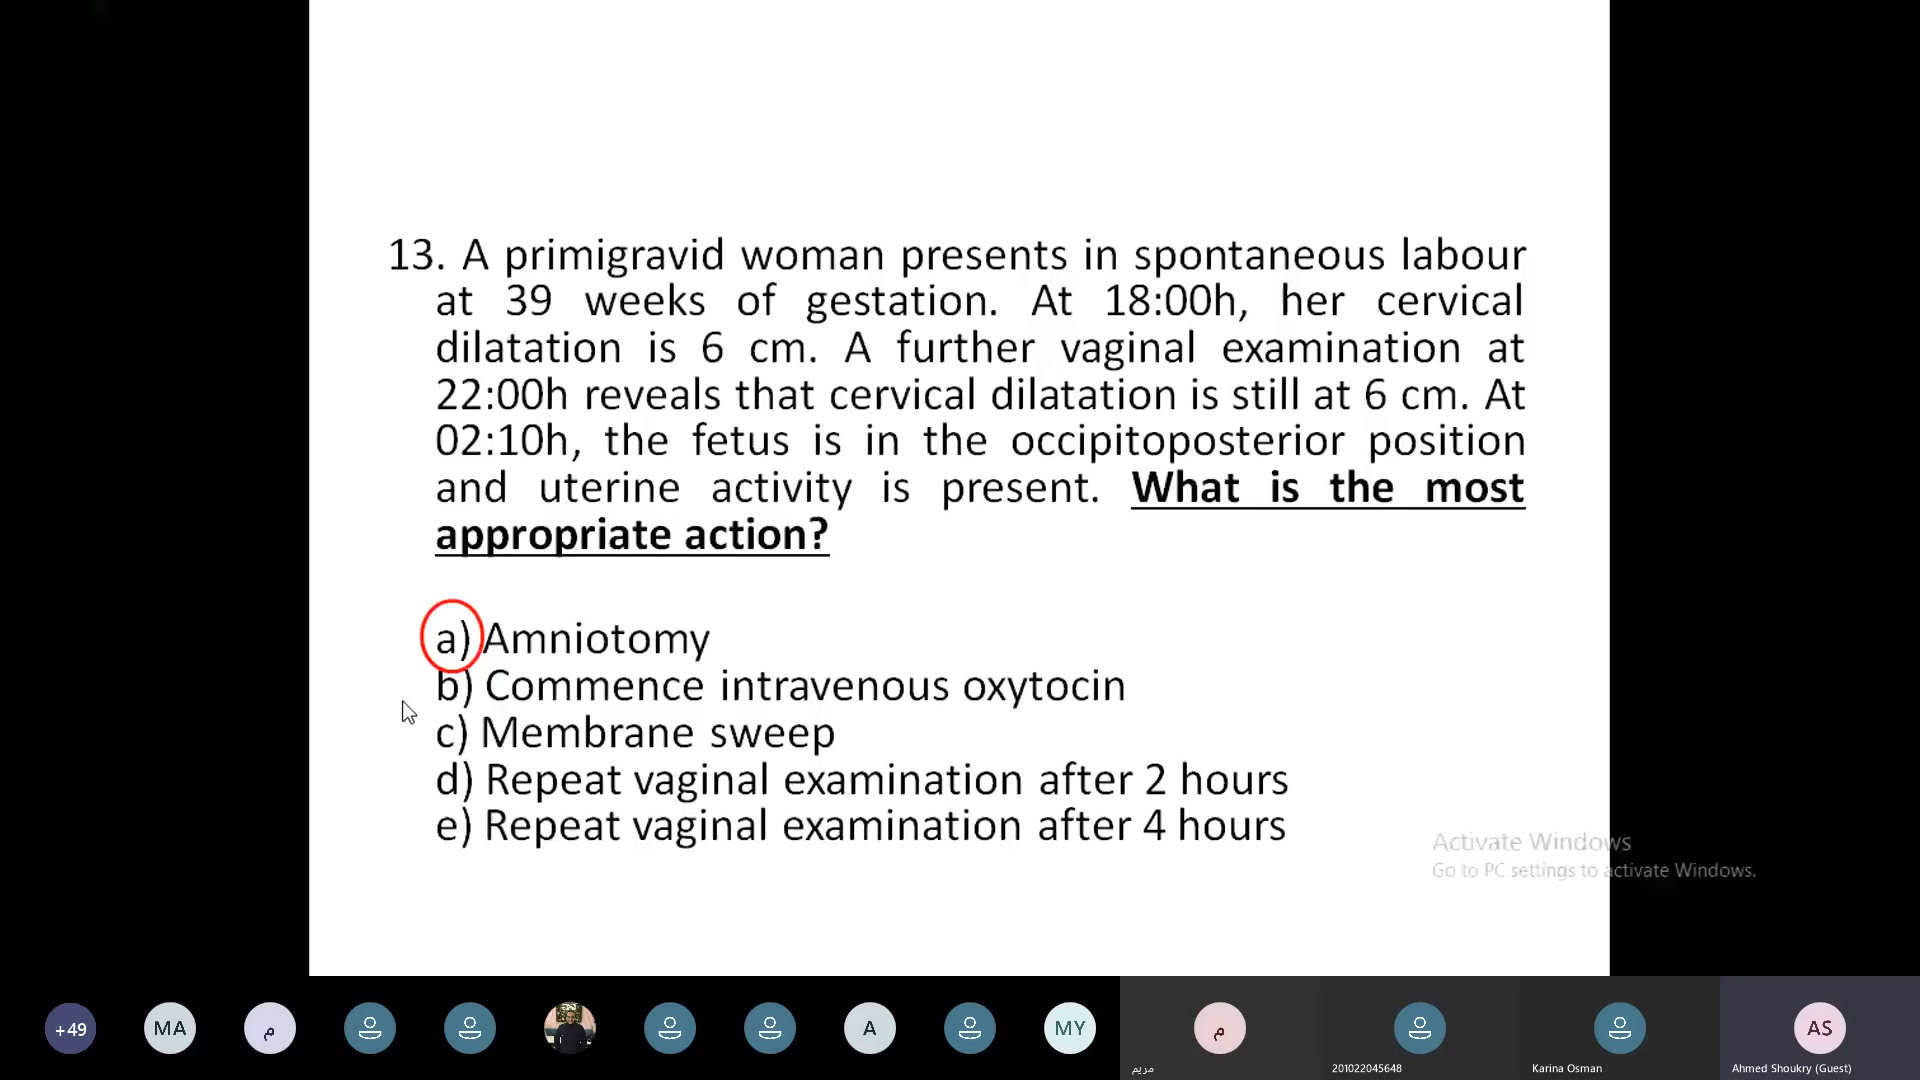 13. A primigravid woman presents in spontaneous labour
at 39 weeks of gestation. At 18:00h, her cervical
dilatation is 6 cm. A further vaginal examination at
22:00h reveals that cervical dilatation is still at 6 cm. At
02:10h, the fetus is in the occipitoposterior position
and uterine activity is present. What is the most
appropriate action?
a) Amniotomy
b) Commence intravenous oxytocin
c) Membrane sweep
d) Repeat vaginal examination after 2 hours
e) Repeat vaginal examination after 4 hours
Activate Windows
Go to PC settings to activate Windows.
+49
MA
م
A
MY
م
AS
مريم
201022045648
Karina Osman
Ahmed Shoukry (Guest)